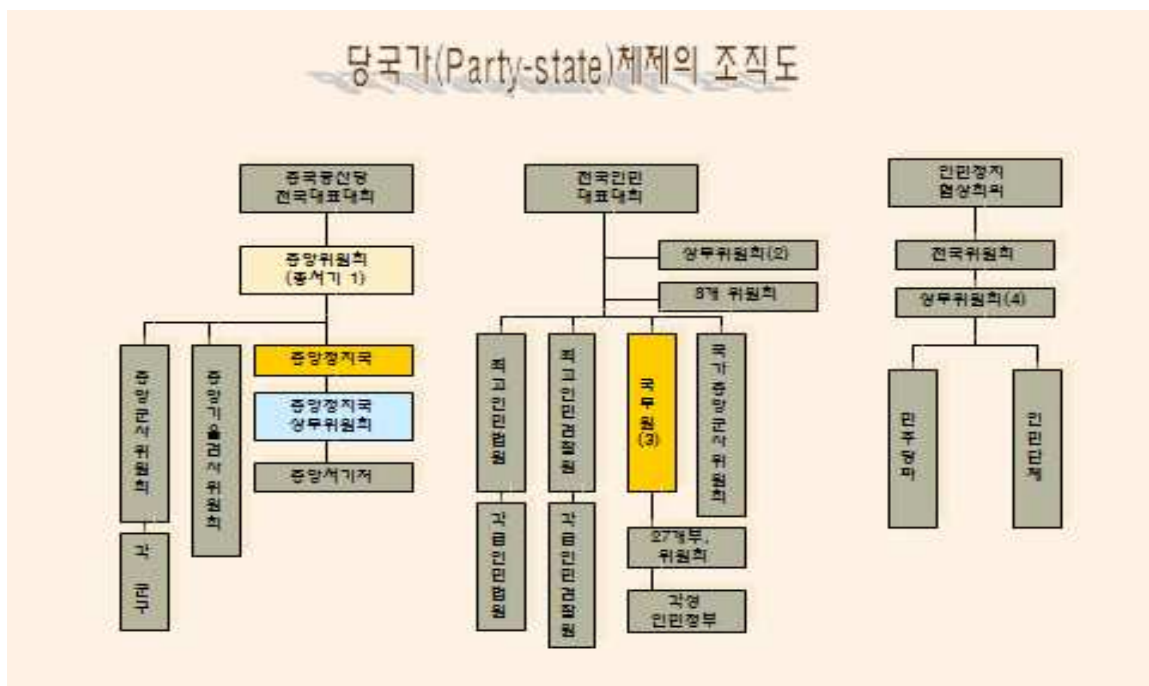 당국가(Party-state)체제의 조직도
중국공산당
전국대표대회
중앙위원회
(총서기 1)
중앙군사위원회
각 군구
중앙기율검사위원회
중앙정치국
중앙정치국
상무위원회
중앙서기처
전국인민
대표대회
상무위원회(2)
8개 위원회
최고인민법원
각급인민법원
최고인민검찰원
각급인민검찰원
국무원(3)
27개부,
위원회
각성
인민정부
국가중앙군사위원회
인민정치
협상회의
전국위원회
상무위원회(4)
민주당파
인민단체